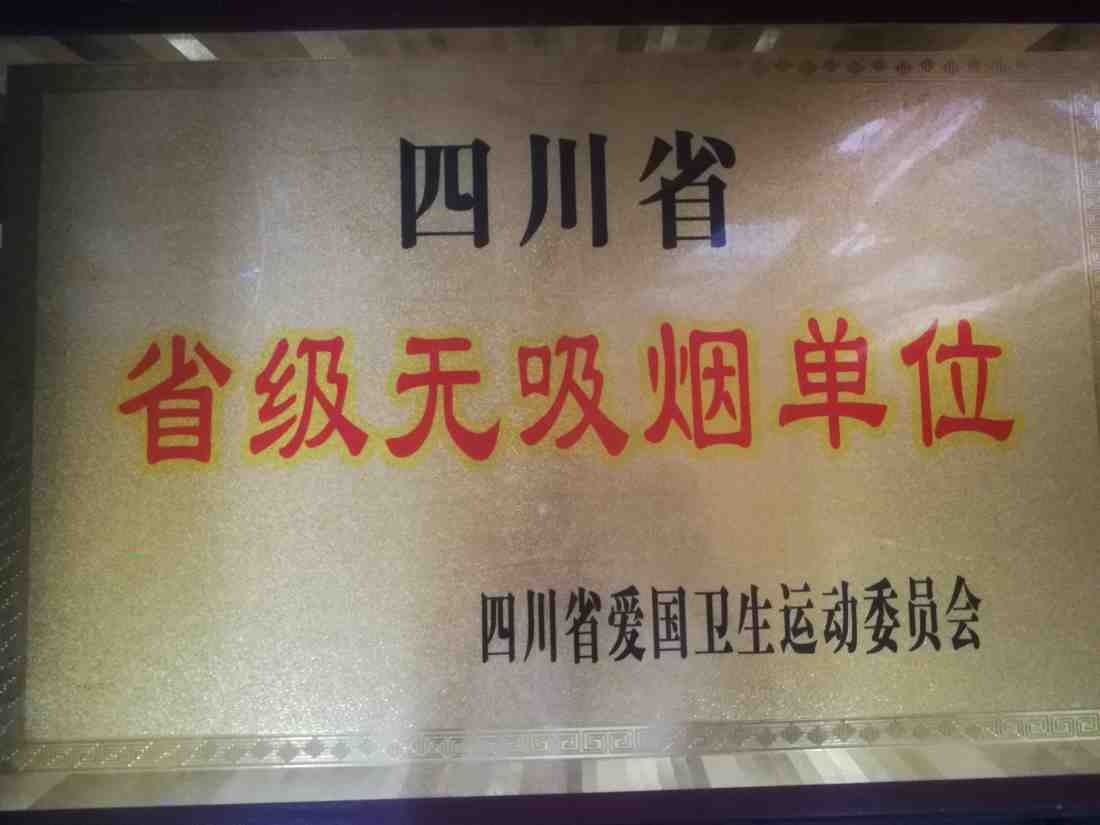 四川省
省级无吸烟单位
四川省爱国卫生运动委员会